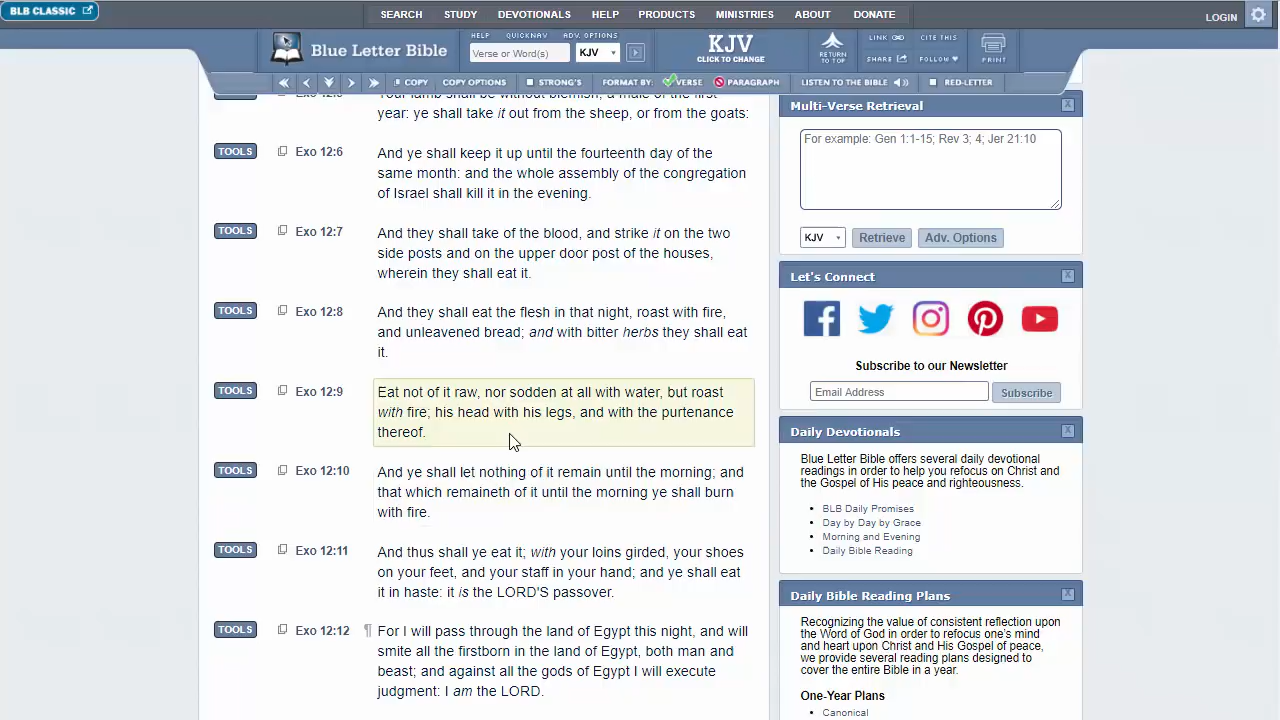 BLB CLASSIC
SEARCH STUDY DEVOTIONALS HELP PRODUCTS MINISTRIES ABOUT DONATE
LOGIN
Blue Letter Bible
HELP QUICKNAV ADV. OPTIONS
Verse or Word(s) KJV
KJV
CLICK TO CHANGE
RETURN
TO TOP
LINK CITE THIS
SHARE FOLLOW
PRINT
COPY COPY OPTIONS STRONG'S FORMAT BY: VERSE PARAGRAPH LISTEN TO THE BIBLE RED-LETTER
year: ye shall take it out from the sheep, or from the goats:
TOOLS Exo 12:6 And ye shall keep it up until the fourteenth day of the
same month: and the whole assembly of the congregation
of Israel shall kill it in the evening.
TOOLS Exo 12:7 And they shall take of the blood, and strike it on the two
side posts and on the upper door post of the houses,
wherein they shall eat it.
TOOLS Exo 12:8 And they shall eat the flesh in that night, roast with fire,
and unleavened bread; and with bitter herbs they shall eat
it.
TOOLS Exo 12:9 Eat not of it raw, nor sodden at all with water, but roast
with fire; his head with his legs, and with the purtenance
thereof.
TOOLS Exo 12:10 And ye shall let nothing of it remain until the morning; and
that which remaineth of it until the morning ye shall burn
with fire.
TOOLS Exo 12:11 And thus shall ye eat it; with your loins girded, your shoes
on your feet, and your staff in your hand; and ye shall eat
it in haste: it is the LORD'S passover.
TOOLS Exo 12:12 ¶ For I will pass through the land of Egypt this night, and will
smite all the firstborn in the land of Egypt, both man and
beast; and against all the gods of Egypt I will execute
judgment: I am the LORD.
Multi-Verse Retrieval X
For example: Gen 1:1-15; Rev 3; 4; Jer 21:10
KJV Retrieve Adv. Options
Let's Connect X
Subscribe to our Newsletter
Email Address Subscribe
Daily Devotionals X
Blue Letter Bible offers several daily devotional
readings in order to help you refocus on Christ and
the Gospel of His peace and righteousness.
• BLB Daily Promises
• Day by Day by Grace
• Morning and Evening
• Daily Bible Reading
Daily Bible Reading Plans X
Recognizing the value of consistent reflection upon
the Word of God in order to refocus one's mind
and heart upon Christ and His Gospel of peace,
we provide several reading plans designed to
cover the entire Bible in a year.
One-Year Plans
• Canonical